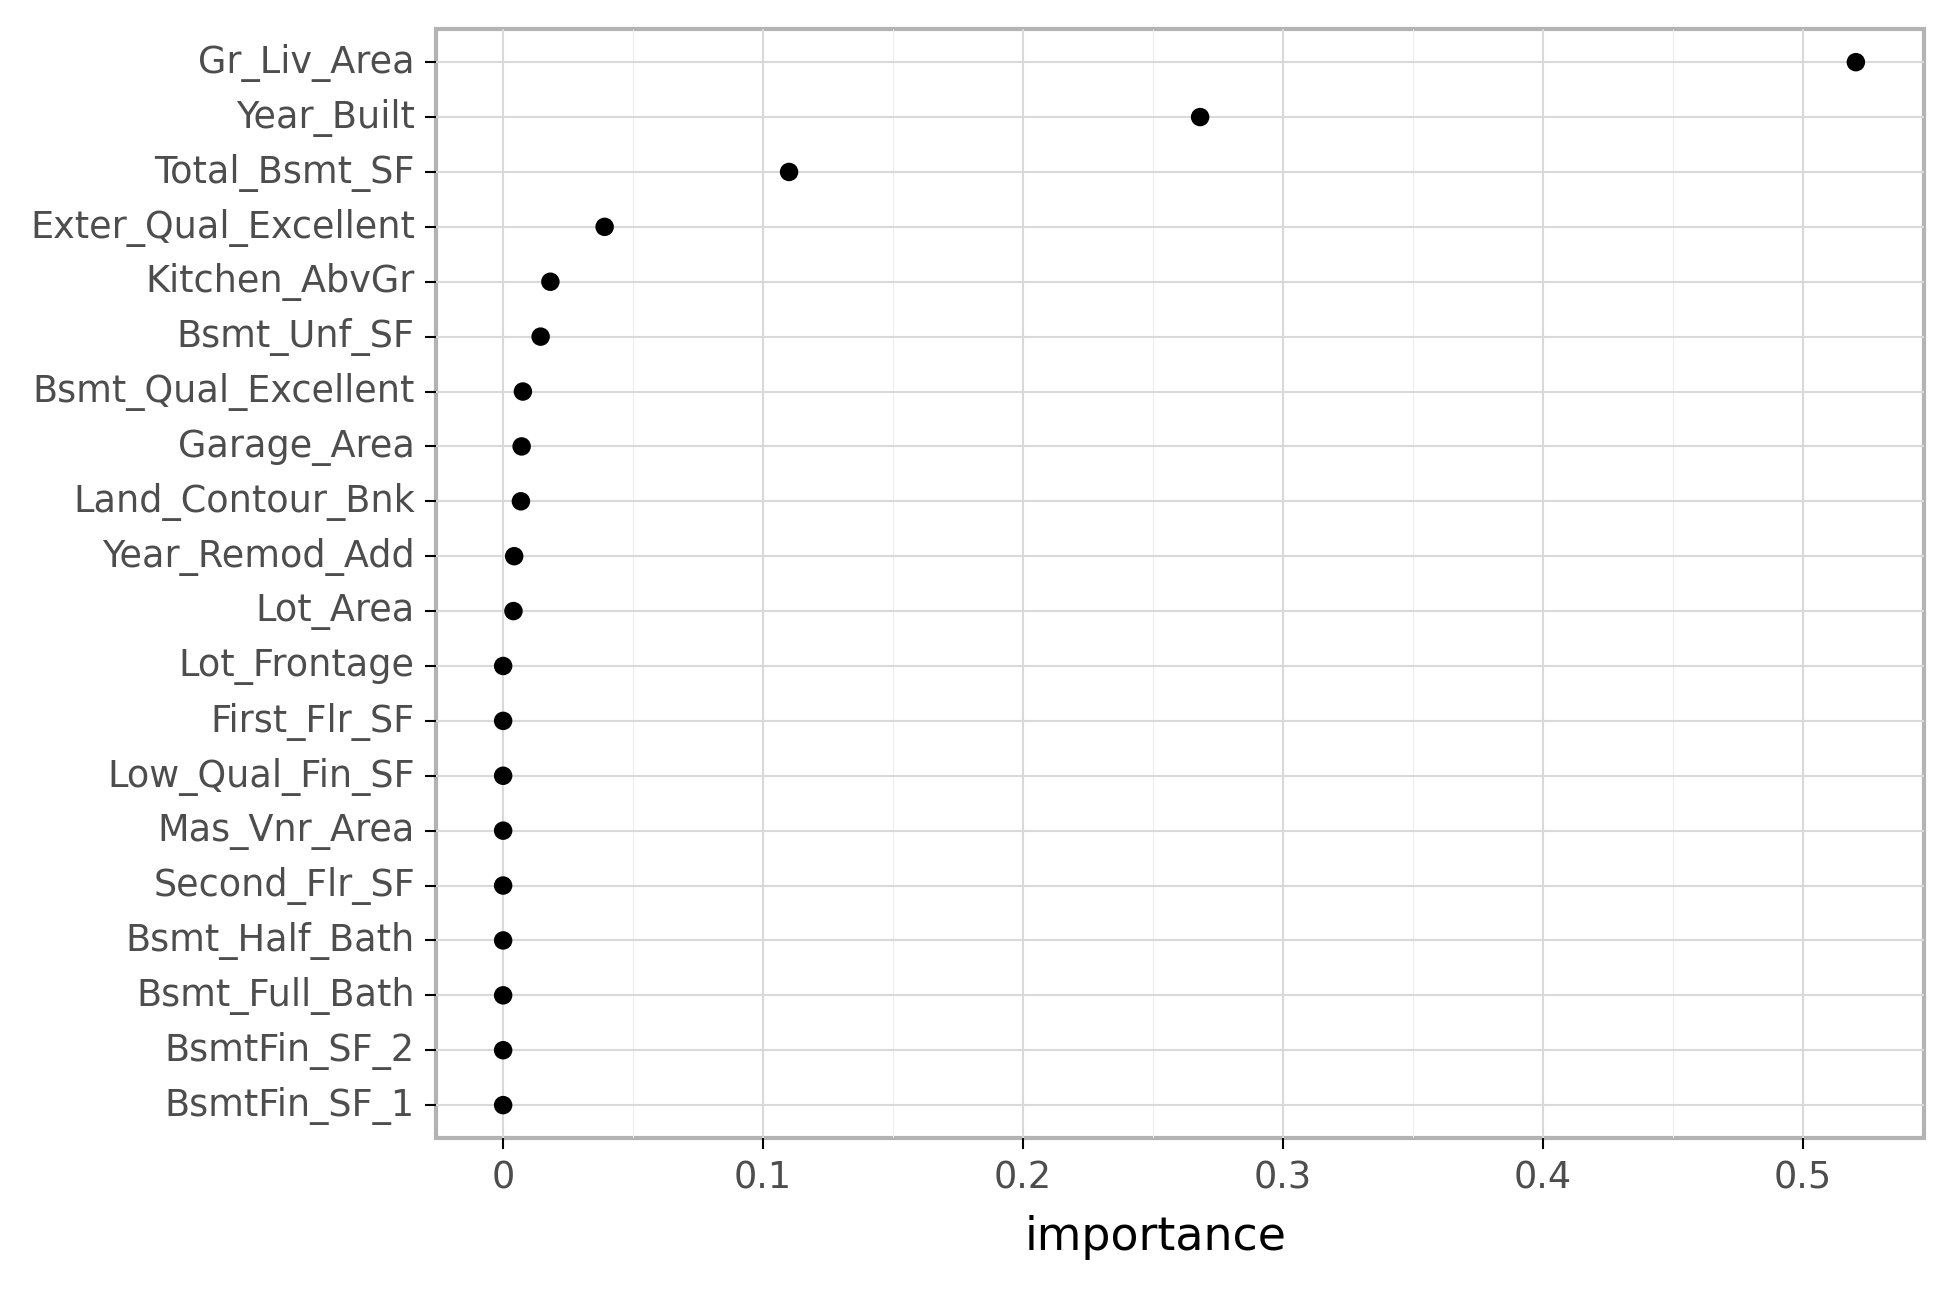 Gr_Liv_Area
Year_Built
Total_Bsmt_SF
Exter_Qual_Excellent
Kitchen_AbvGr
Bsmt_Unf_SF
Bsmt_Qual_Excellent
Garage_Area
Land_Contour_Bnk
Year_Remod_Add
Lot_Area
Lot_Frontage
First_Flr_SF
Low_Qual_Fin_SF
Mas_Vnr_Area
Second_Flr_SF
Bsmt_Half_Bath
Bsmt_Full_Bath
BsmtFin_SF_2
BsmtFin_SF_1
0 0.1 0.2 0.3 0.4 0.5
importance